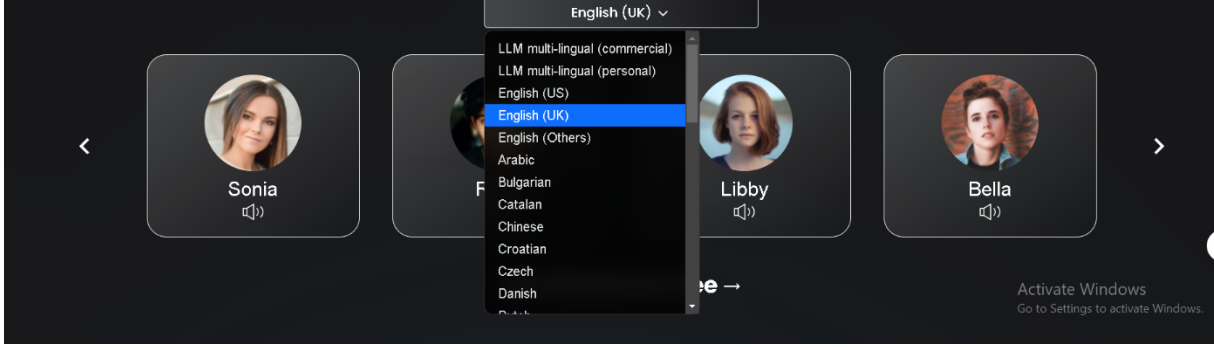 English (UK)
LLM multi-lingual (commercial)
LLM multi-lingual (personal)
English (US)
English (UK)
English (Others)
Arabic
Bulgarian
Catalan
Chinese
Croatian
Czech
Danish
Sonia
Libby
Bella
Activate Windows
Go to Settings to activate Windows.